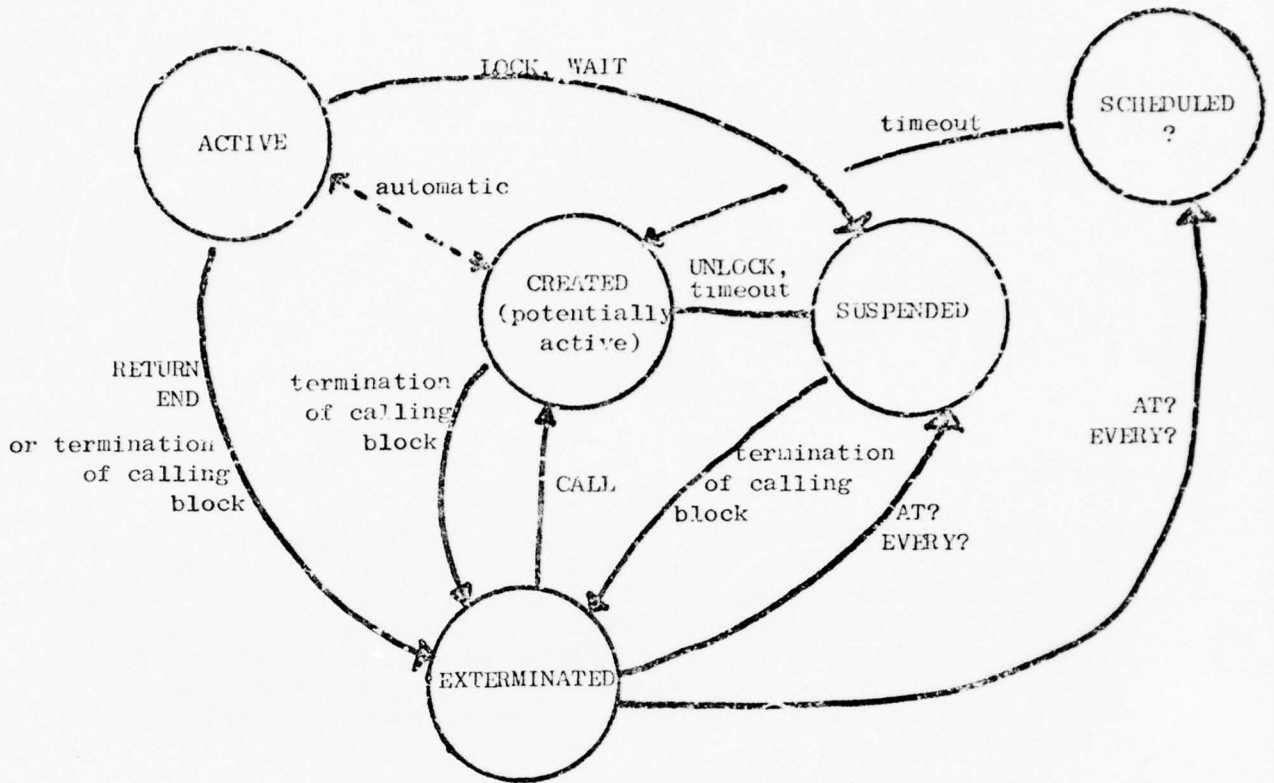 LOCK, WAIT
SCHEDULED
?
timeout
ACTIVE
automatic
UNLOCK,
timeout
CREATED
(potentially
active)
SUSPENDED
RETURN
END
or termination
of calling
block
termination
of calling
block
CALL
termination
of calling
block
AT?
EVERY?
AT?
EVERY?
EXTERMINATED